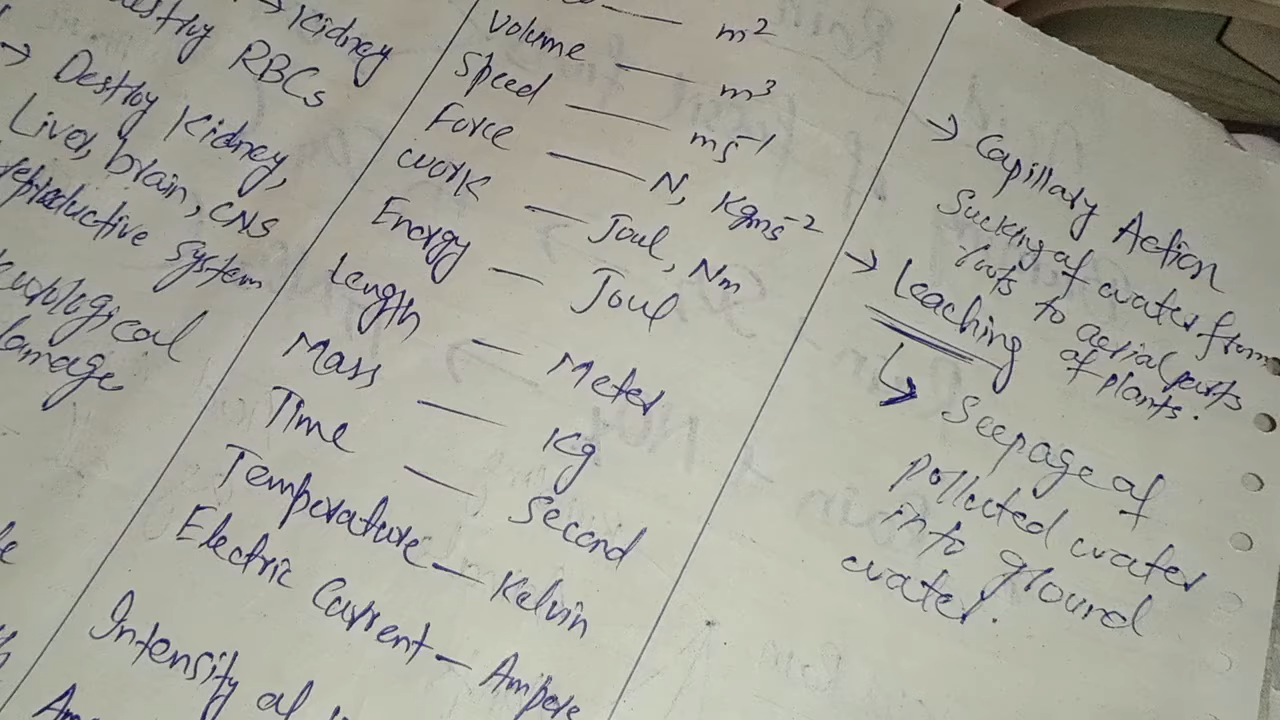 Kidney
RBCs
→ Destroy Kidney,
Liver, brain, CNS
reproductive system
damage
— m²
Volume — m³
Speed — ms⁻¹
Force — N, Kgms⁻²
work — Joul, Nm
Energy — Joul
Length — Meter
Mass — Kg
Time — Second
Temperature — Kelvin
Electric Current — Ampere
Intensity of
→ Capillary Action
Sucking of water from
roots to aerial parts
of plants.
→ Leaching
↳ Seepage of
polluted water
into ground
water.